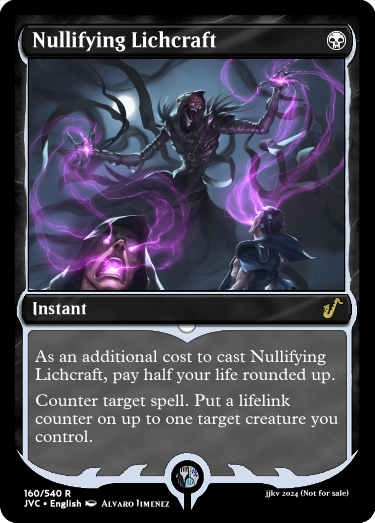 Nullifying Lichcraft
Instant
As an additional cost to cast Nullifying
Lichcraft, pay half your life rounded up.
Counter target spell. Put a lifelink
counter on up to one target creature you
control.
160/540 R
jjkv 2024 (Not for sale)
JVC • English Alvaro Jimenez